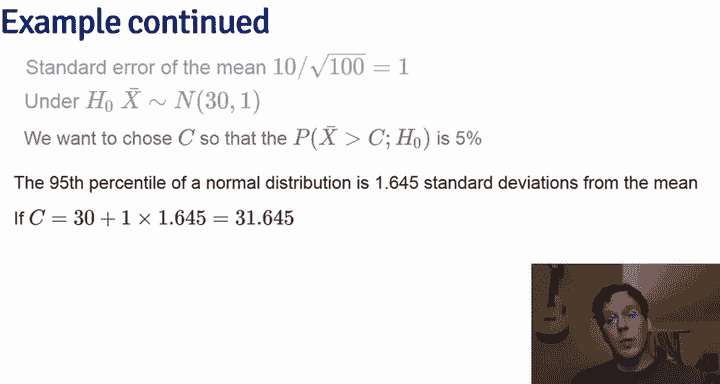 Example continued
Standard error of the mean 10/√100 = 1
Under H₀ X̄ ∼ N(30, 1)
We want to chose C so that the P(X̄ > C; H₀) is 5%
The 95th percentile of a normal distribution is 1.645 standard deviations from the mean
If C = 30 + 1 × 1.645 = 31.645